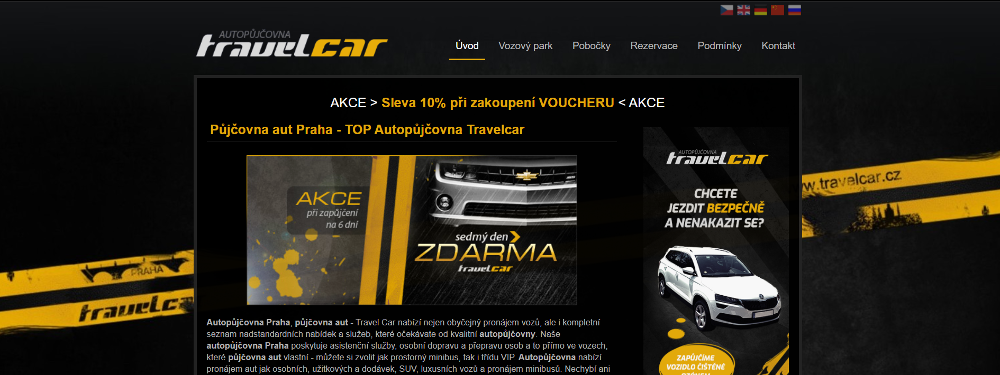 AUTOPŮJČOVNA
travelcar
Úvod
Vozový park
Pobočky
Rezervace
Podmínky
Kontakt
AKCE > Sleva 10% při zakoupení VOUCHERU < AKCE
Půjčovna aut Praha - TOP Autopůjčovna Travelcar
AKCE
při zapůjčení
na 6 dní
sedmý den
ZDARMA
travelcar
Autopůjčovna Praha, půjčovna aut - Travel Car nabízí nejen obyčejný pronájem vozů, ale i kompletní
seznam nadstandardních nabídek a služeb, které očekáváte od kvalitní autopůjčovny. Naše
autopůjčovna Praha poskytuje asistenční služby, osobní dopravu a přepravu osob a to přímo ve vozech,
které půjčovna aut vlastní - můžete si zvolit jak prostorný minibus, tak i třídu VIP. Autopůjčovna nabízí
pronájem aut jak osobních, užitkových a dodávek, SUV, luxusních vozů a pronájem minibusů. Nechybí ani
AUTOPŮJČOVNA
travelcar
CHCETE
JEZDIT BEZPEČNĚ
A NENAKAZIT SE?
ZAPŮJČÍME
VOZIDLO ČIŠTĚNÉ
OZÓNEM
PRAHA
travelca
w.travelcar.cz